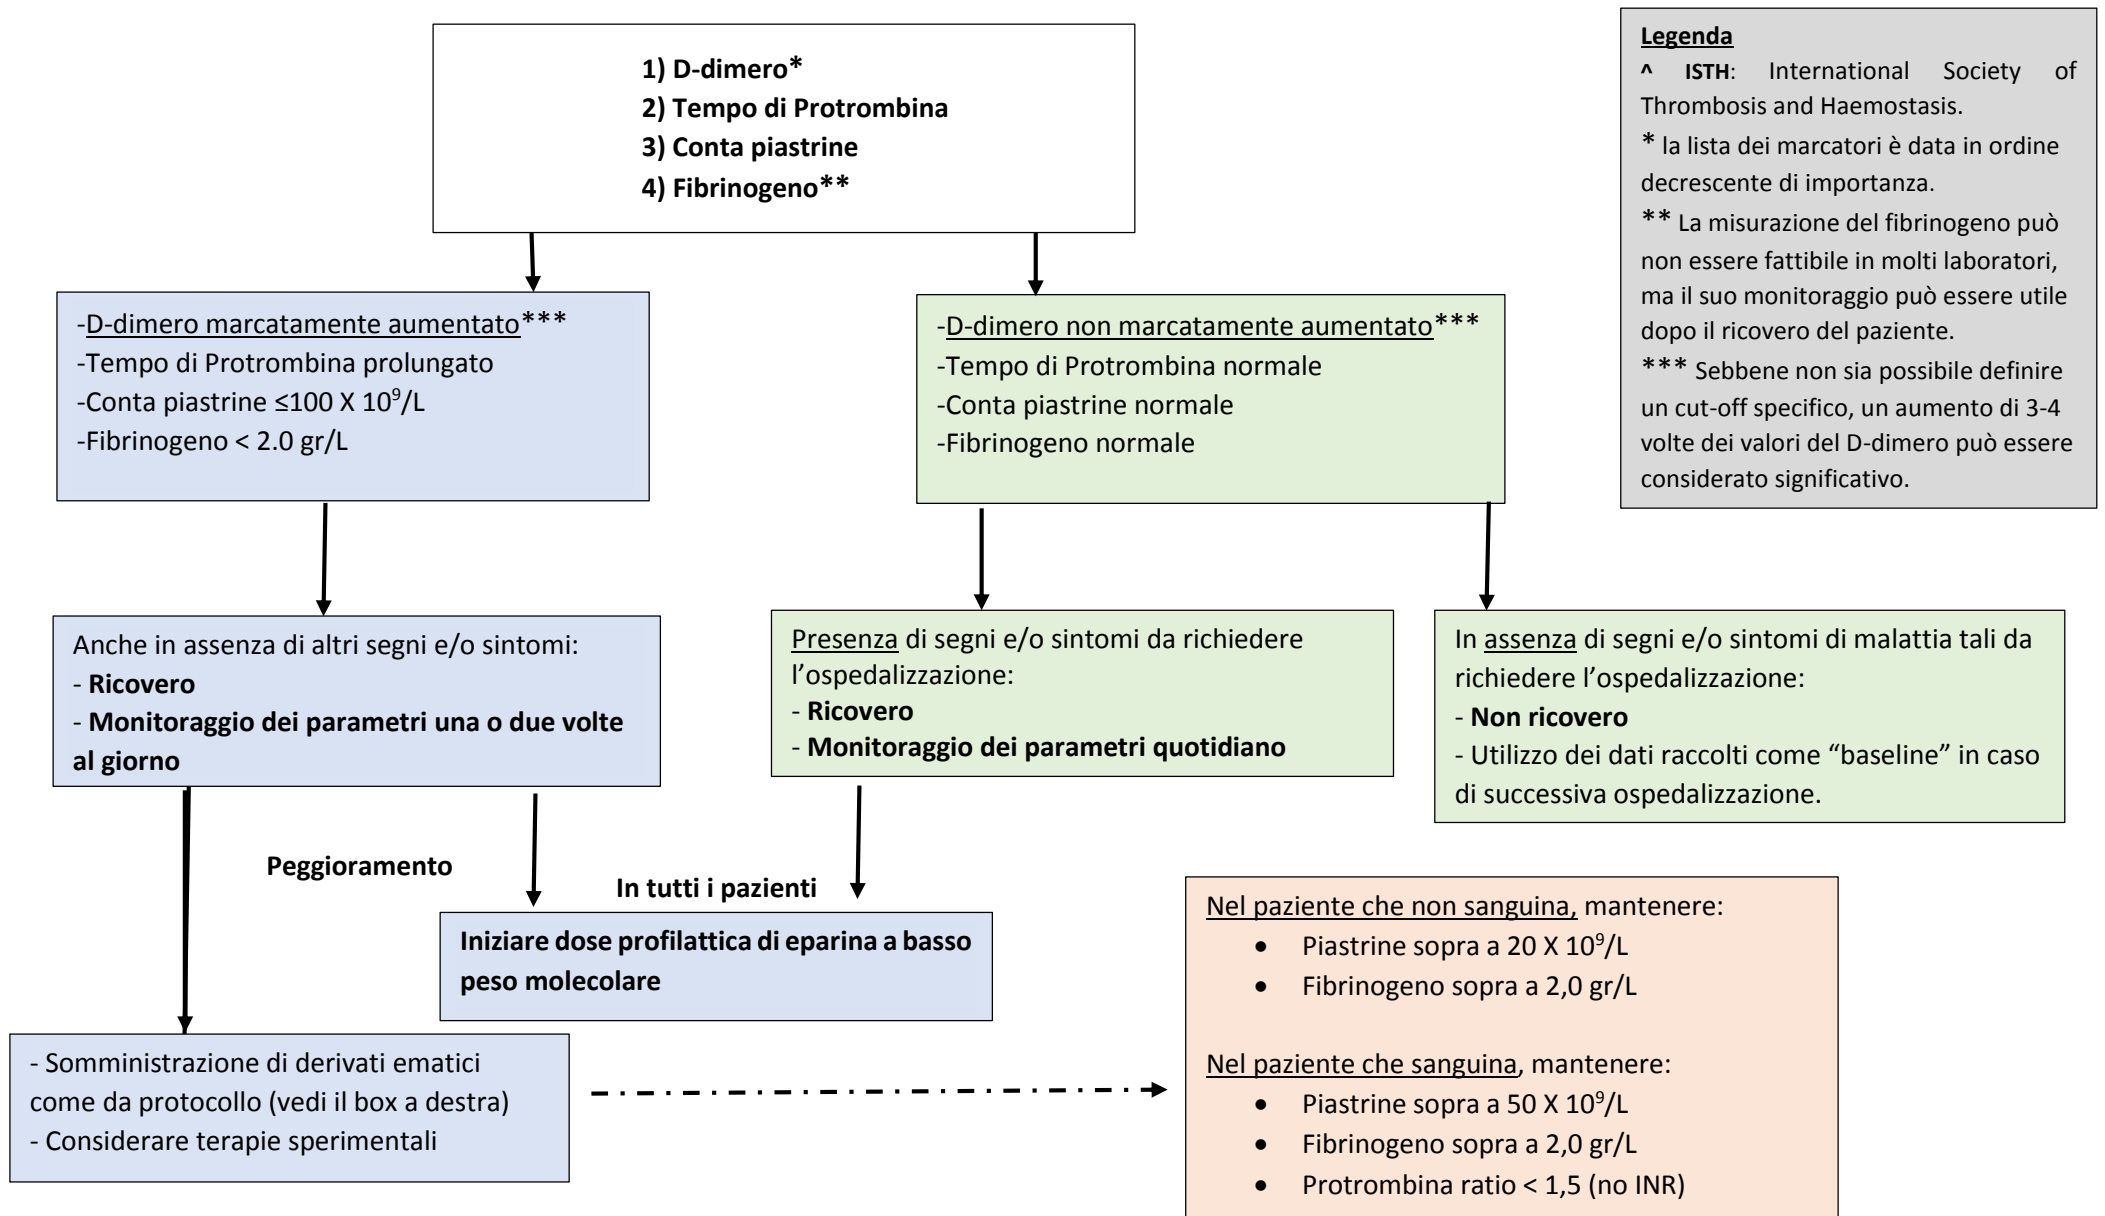 1) D-dimero*
2) Tempo di Protrombina
3) Conta piastrine
4) Fibrinogeno**
Legenda
^ ISTH: International Society of
Thrombosis and Haemostasis.
* la lista dei marcatori è data in ordine
decrescente di importanza.
** La misurazione del fibrinogeno può
non essere fattibile in molti laboratori,
ma il suo monitoraggio può essere utile
dopo il ricovero del paziente.
*** Sebbene non sia possibile definire
un cut-off specifico, un aumento di 3-4
volte dei valori del D-dimero può essere
considerato significativo.
-D-dimero marcatamente aumentato***
-Tempo di Protrombina prolungato
-Conta piastrine ≤100 X 10⁹/L
-Fibrinogeno < 2.0 gr/L
-D-dimero non marcatamente aumentato***
-Tempo di Protrombina normale
-Conta piastrine normale
-Fibrinogeno normale
Anche in assenza di altri segni e/o sintomi:
- Ricovero
- Monitoraggio dei parametri una o due volte
al giorno
Presenza di segni e/o sintomi da richiedere
l’ospedalizzazione:
- Ricovero
- Monitoraggio dei parametri quotidiano
In assenza di segni e/o sintomi di malattia tali da
richiedere l’ospedalizzazione:
- Non ricovero
- Utilizzo dei dati raccolti come “baseline” in caso
di successiva ospedalizzazione.
Peggioramento
In tutti i pazienti
Iniziare dose profilattica di eparina a basso
peso molecolare
- Somministrazione di derivati ematici
come da protocollo (vedi il box a destra)
- Considerare terapie sperimentali
Nel paziente che non sanguina, mantenere:
• Piastrine sopra a 20 X 10⁹/L
• Fibrinogeno sopra a 2,0 gr/L
Nel paziente che sanguina, mantenere:
• Piastrine sopra a 50 X 10⁹/L
• Fibrinogeno sopra a 2,0 gr/L
• Protrombina ratio < 1,5 (no INR)